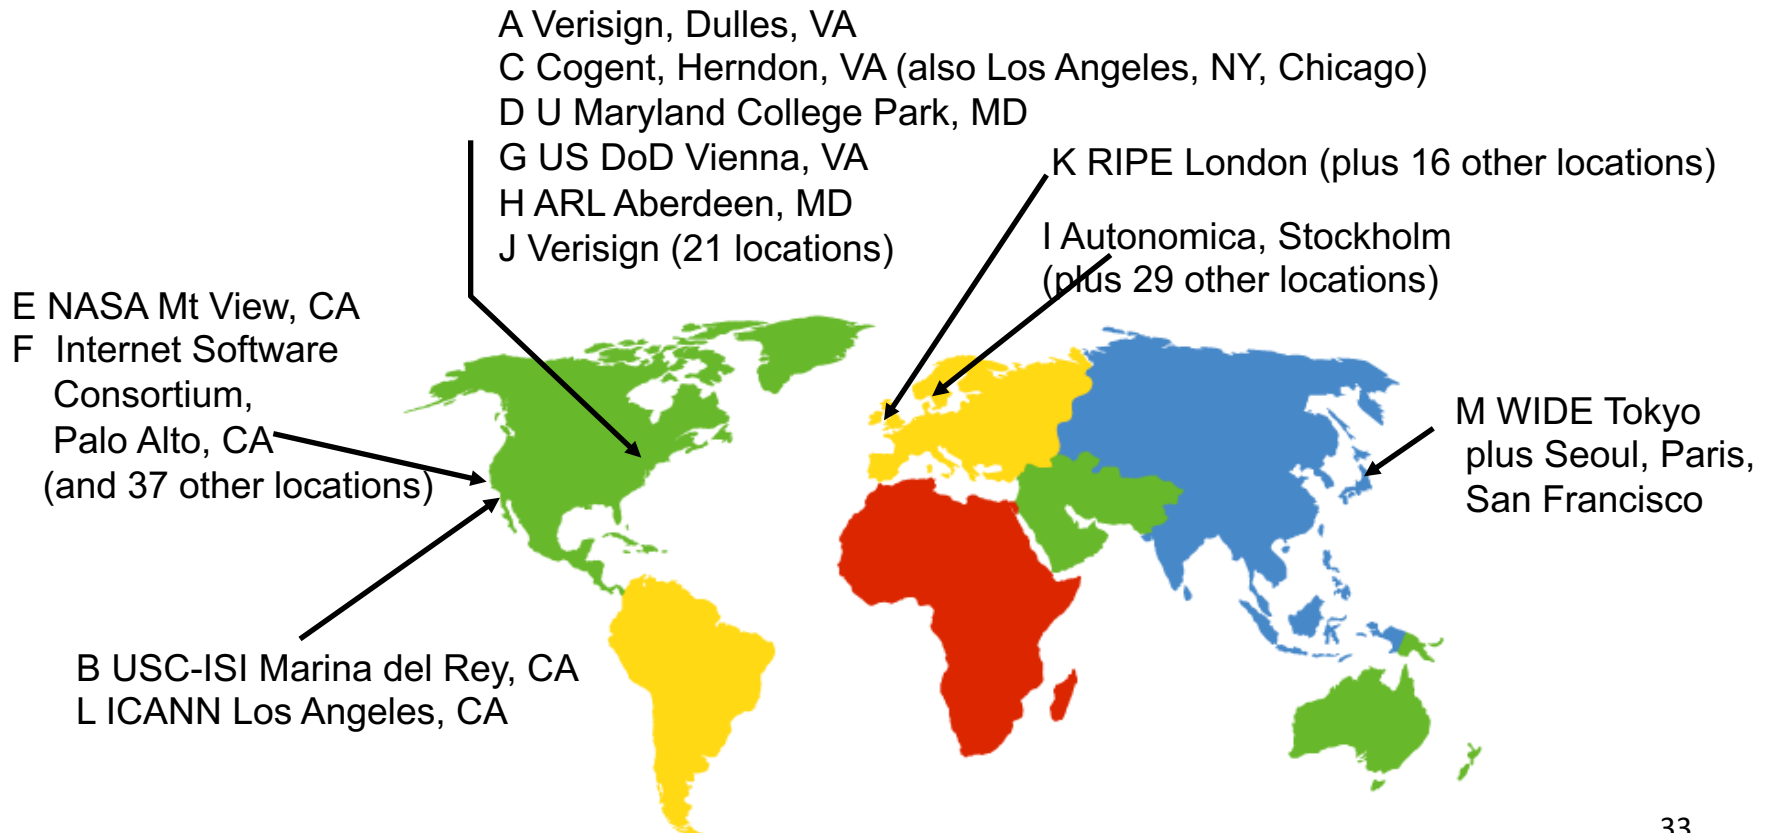 A Verisign, Dulles, VA
C Cogent, Herndon, VA (also Los Angeles, NY, Chicago)
D U Maryland College Park, MD
G US DoD Vienna, VA
H ARL Aberdeen, MD
J Verisign (21 locations)
K RIPE London (plus 16 other locations)
I Autonomica, Stockholm
(plus 29 other locations)
E NASA Mt View, CA
F Internet Software
Consortium,
Palo Alto, CA
(and 37 other locations)
M WIDE Tokyo
plus Seoul, Paris,
San Francisco
B USC-ISI Marina del Rey, CA
L ICANN Los Angeles, CA
33